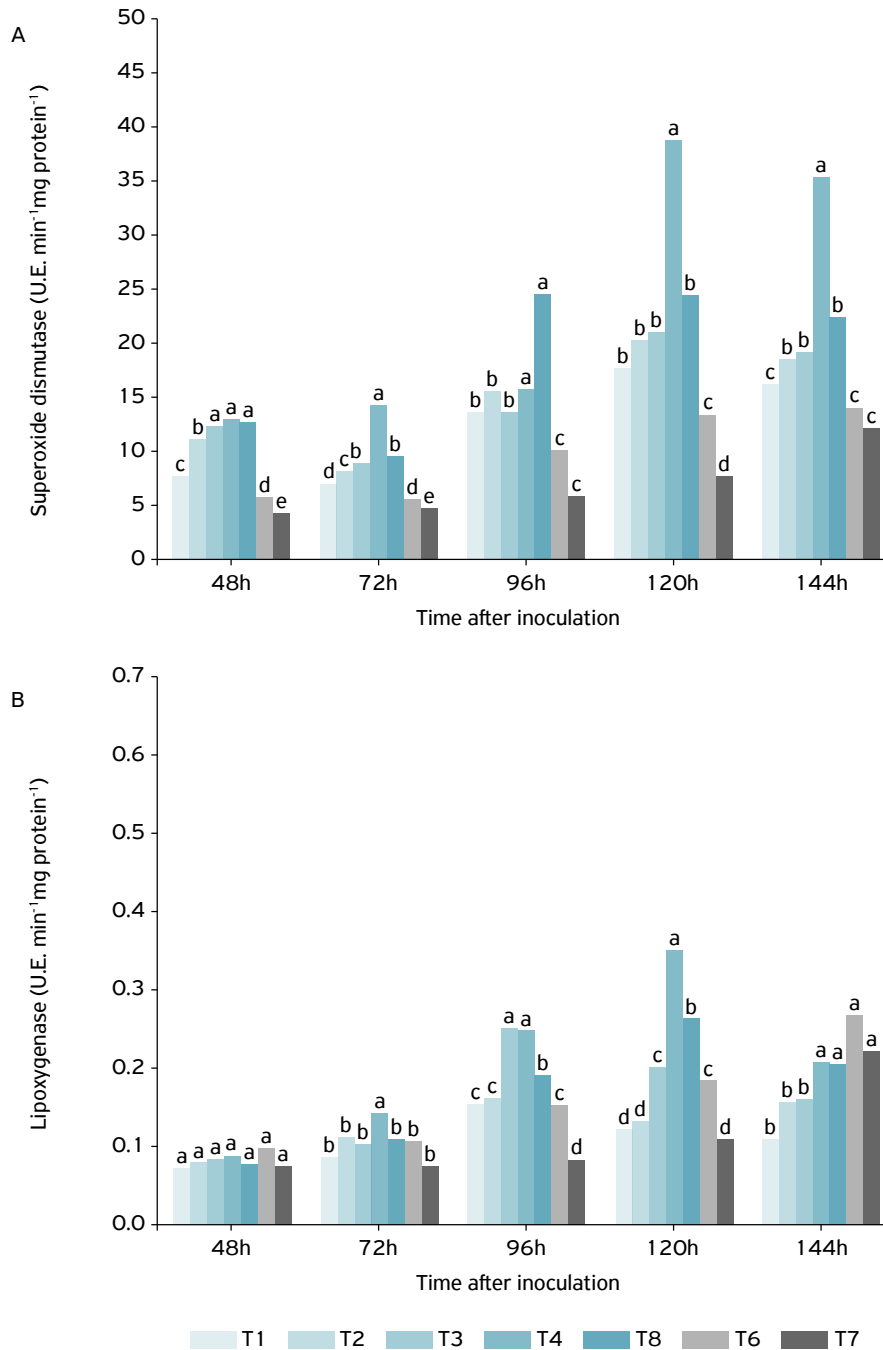 A
Superoxide dismutase (U.E. min⁻¹mg protein⁻¹)
50
45
40
35
30
25
20
15
10
5
0
c b a a a d e
d c b a b d e
b b b a a c c
b b b a b c d
c b b a b c c
48h 72h 96h 120h 144h
Time after inoculation
B
Lipoxygenase (U.E. min⁻¹mg protein⁻¹)
0.7
0.6
0.5
0.4
0.3
0.2
0.1
0.0
a a a a a a a
b b b a b b b
c c a a b c d
d d c a b c d
b b b a a a a
48h 72h 96h 120h 144h
Time after inoculation
T1 T2 T3 T4 T8 T6 T7